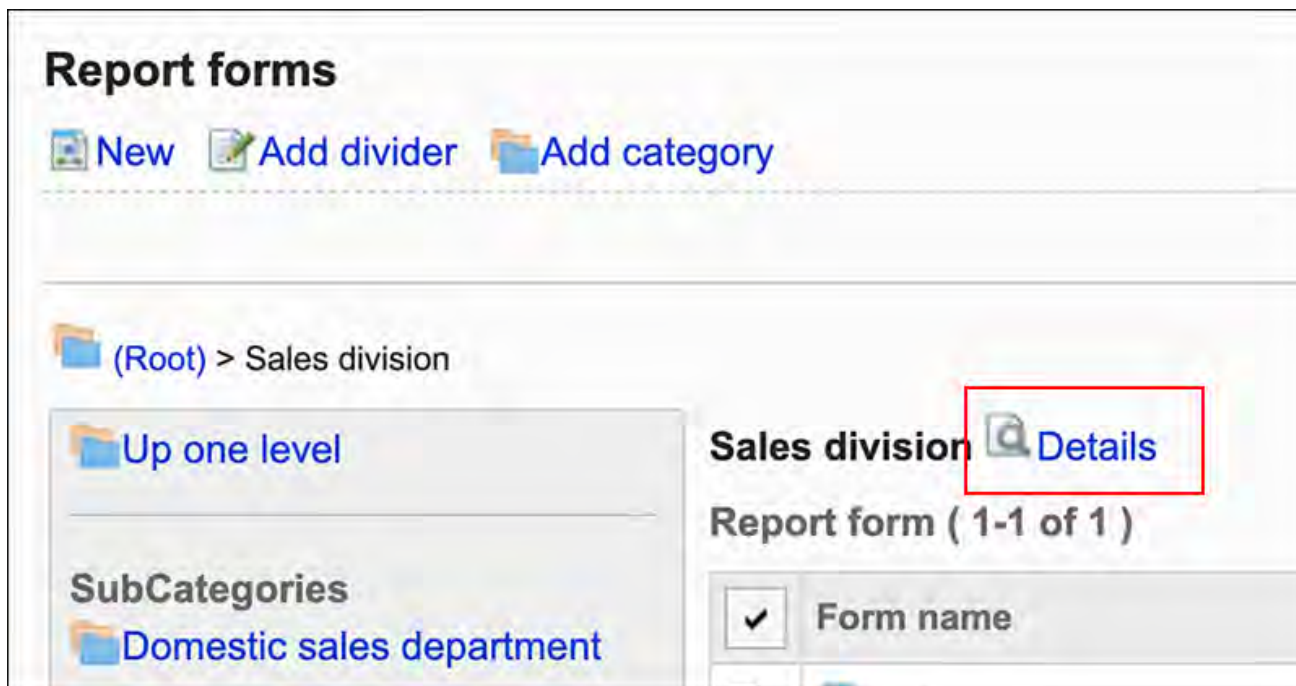 Report forms
New Add divider Add category
(Root) > Sales division
Up one level
SubCategories
Domestic sales department
Sales division Details
Report form ( 1-1 of 1 )
Form name